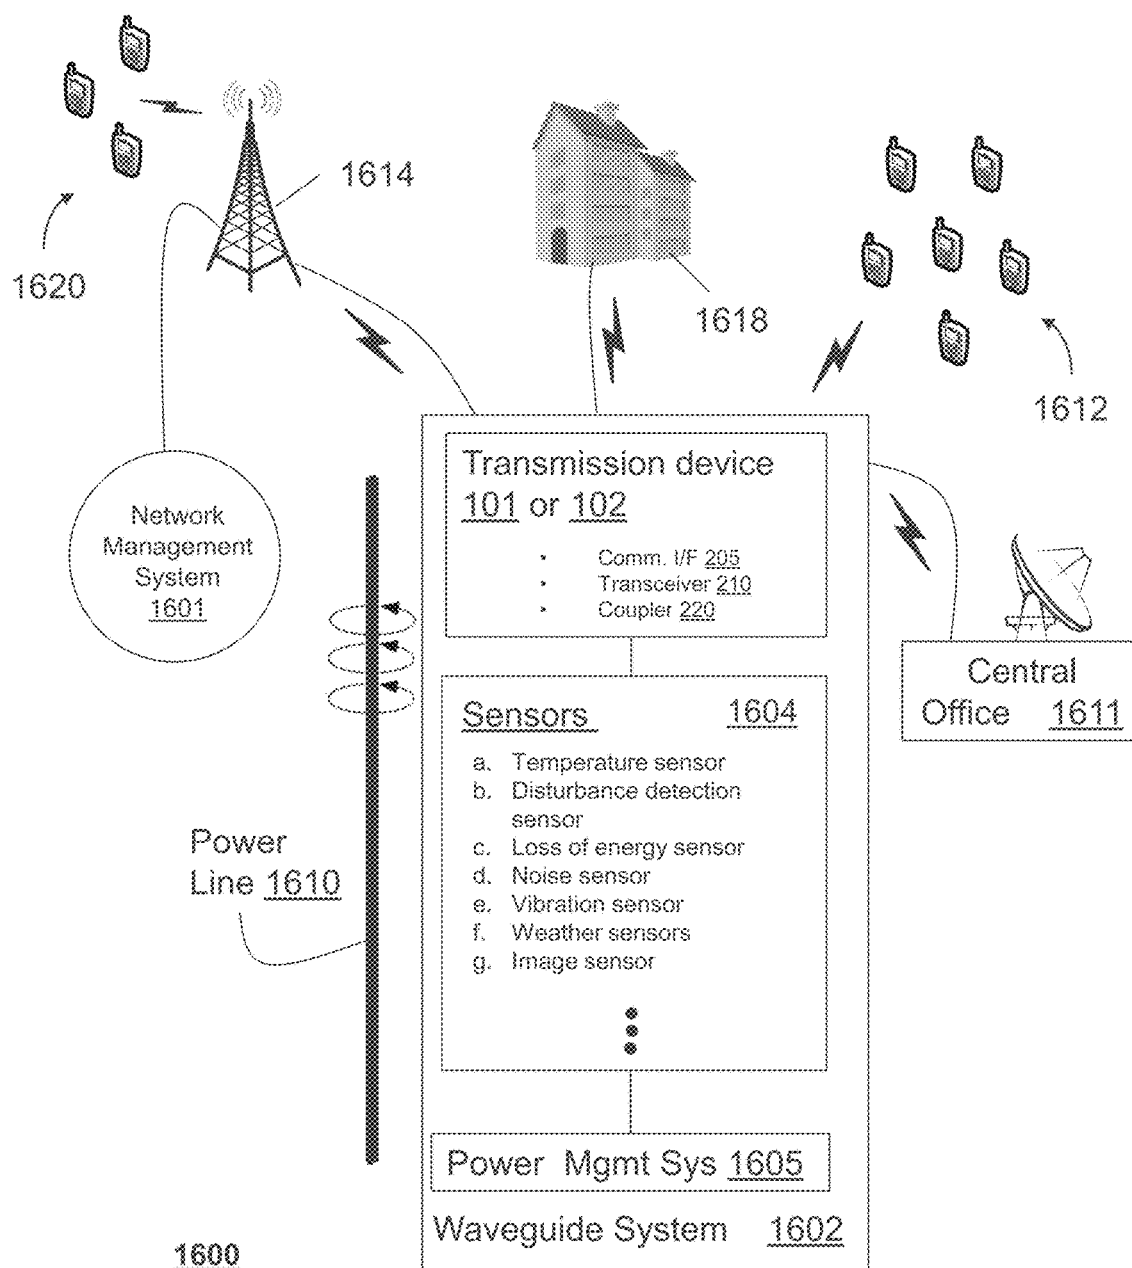 1614
1620
1618
1612
Transmission device
101 or 102
• Comm. I/F 205
• Transceiver 210
• Coupler 220
Network
Management
System
1601
Central
Office 1611
Sensors 1604
a. Temperature sensor
b. Disturbance detection
sensor
c. Loss of energy sensor
d. Noise sensor
e. Vibration sensor
f. Weather sensors
g. Image sensor
Power
Line 1610
Power Mgmt Sys 1605
Waveguide System 1602
1600